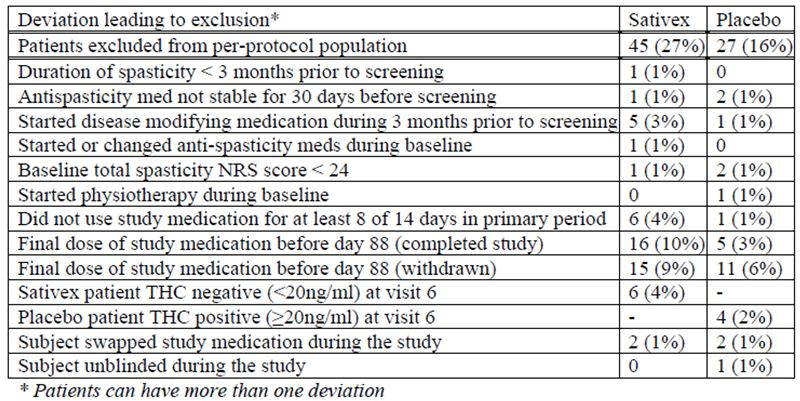 Deviation leading to exclusion* Sativex Placebo
Patients excluded from per-protocol population 45 (27%) 27 (16%)
Duration of spasticity < 3 months prior to screening 1 (1%) 0
Antispasticity med not stable for 30 days before screening 1 (1%) 2 (1%)
Started disease modifying medication during 3 months prior to screening 5 (3%) 1 (1%)
Started or changed anti-spasticity meds during baseline 1 (1%) 0
Baseline total spasticity NRS score < 24 1 (1%) 2 (1%)
Started physiotherapy during baseline 0 1 (1%)
Did not use study medication for at least 8 of 14 days in primary period 6 (4%) 1 (1%)
Final dose of study medication before day 88 (completed study) 16 (10%) 5 (3%)
Final dose of study medication before day 88 (withdrawn) 15 (9%) 11 (6%)
Sativex patient THC negative (<20ng/ml) at visit 6 6 (4%) -
Placebo patient THC positive (≥20ng/ml) at visit 6 - 4 (2%)
Subject swapped study medication during the study 2 (1%) 2 (1%)
Subject unblinded during the study 0 1 (1%)
* Patients can have more than one deviation